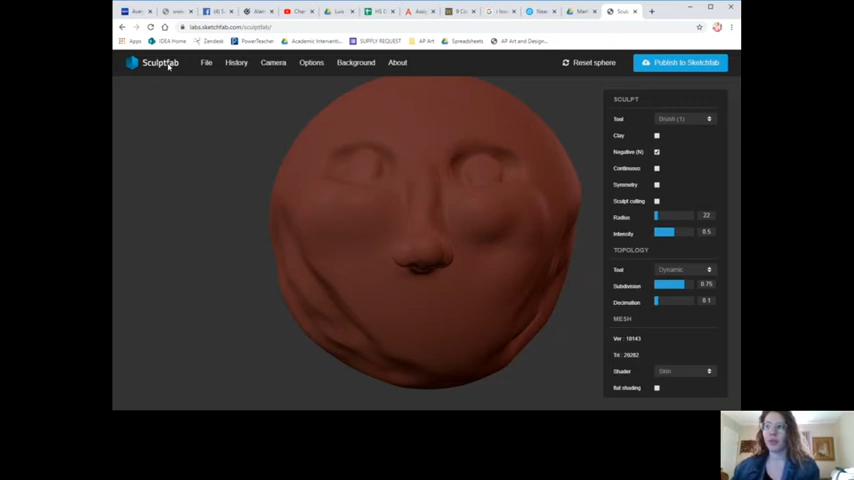 Sculp
labs.sketchfab.com/sculptfab/
Apps IDEA Home Zendesk PowerTeacher Academic Interventi... SUPPLY REQUEST AP Art Spreadsheets AP Art and Design...
Sculptfab File History Camera Options Background About Reset sphere Publish to Sketchfab
SCULPT
Tool Brush (1)
Clay
Negative (N)
Continuous
Symmetry
Sculpt culling
Radius 22
Intensity 0.5
TOPOLOGY
Tool Dynamic
Subdivision 0.75
Decimation 0.1
MESH
Ver : 10143
Tri : 20282
Shader Skin
flat shading